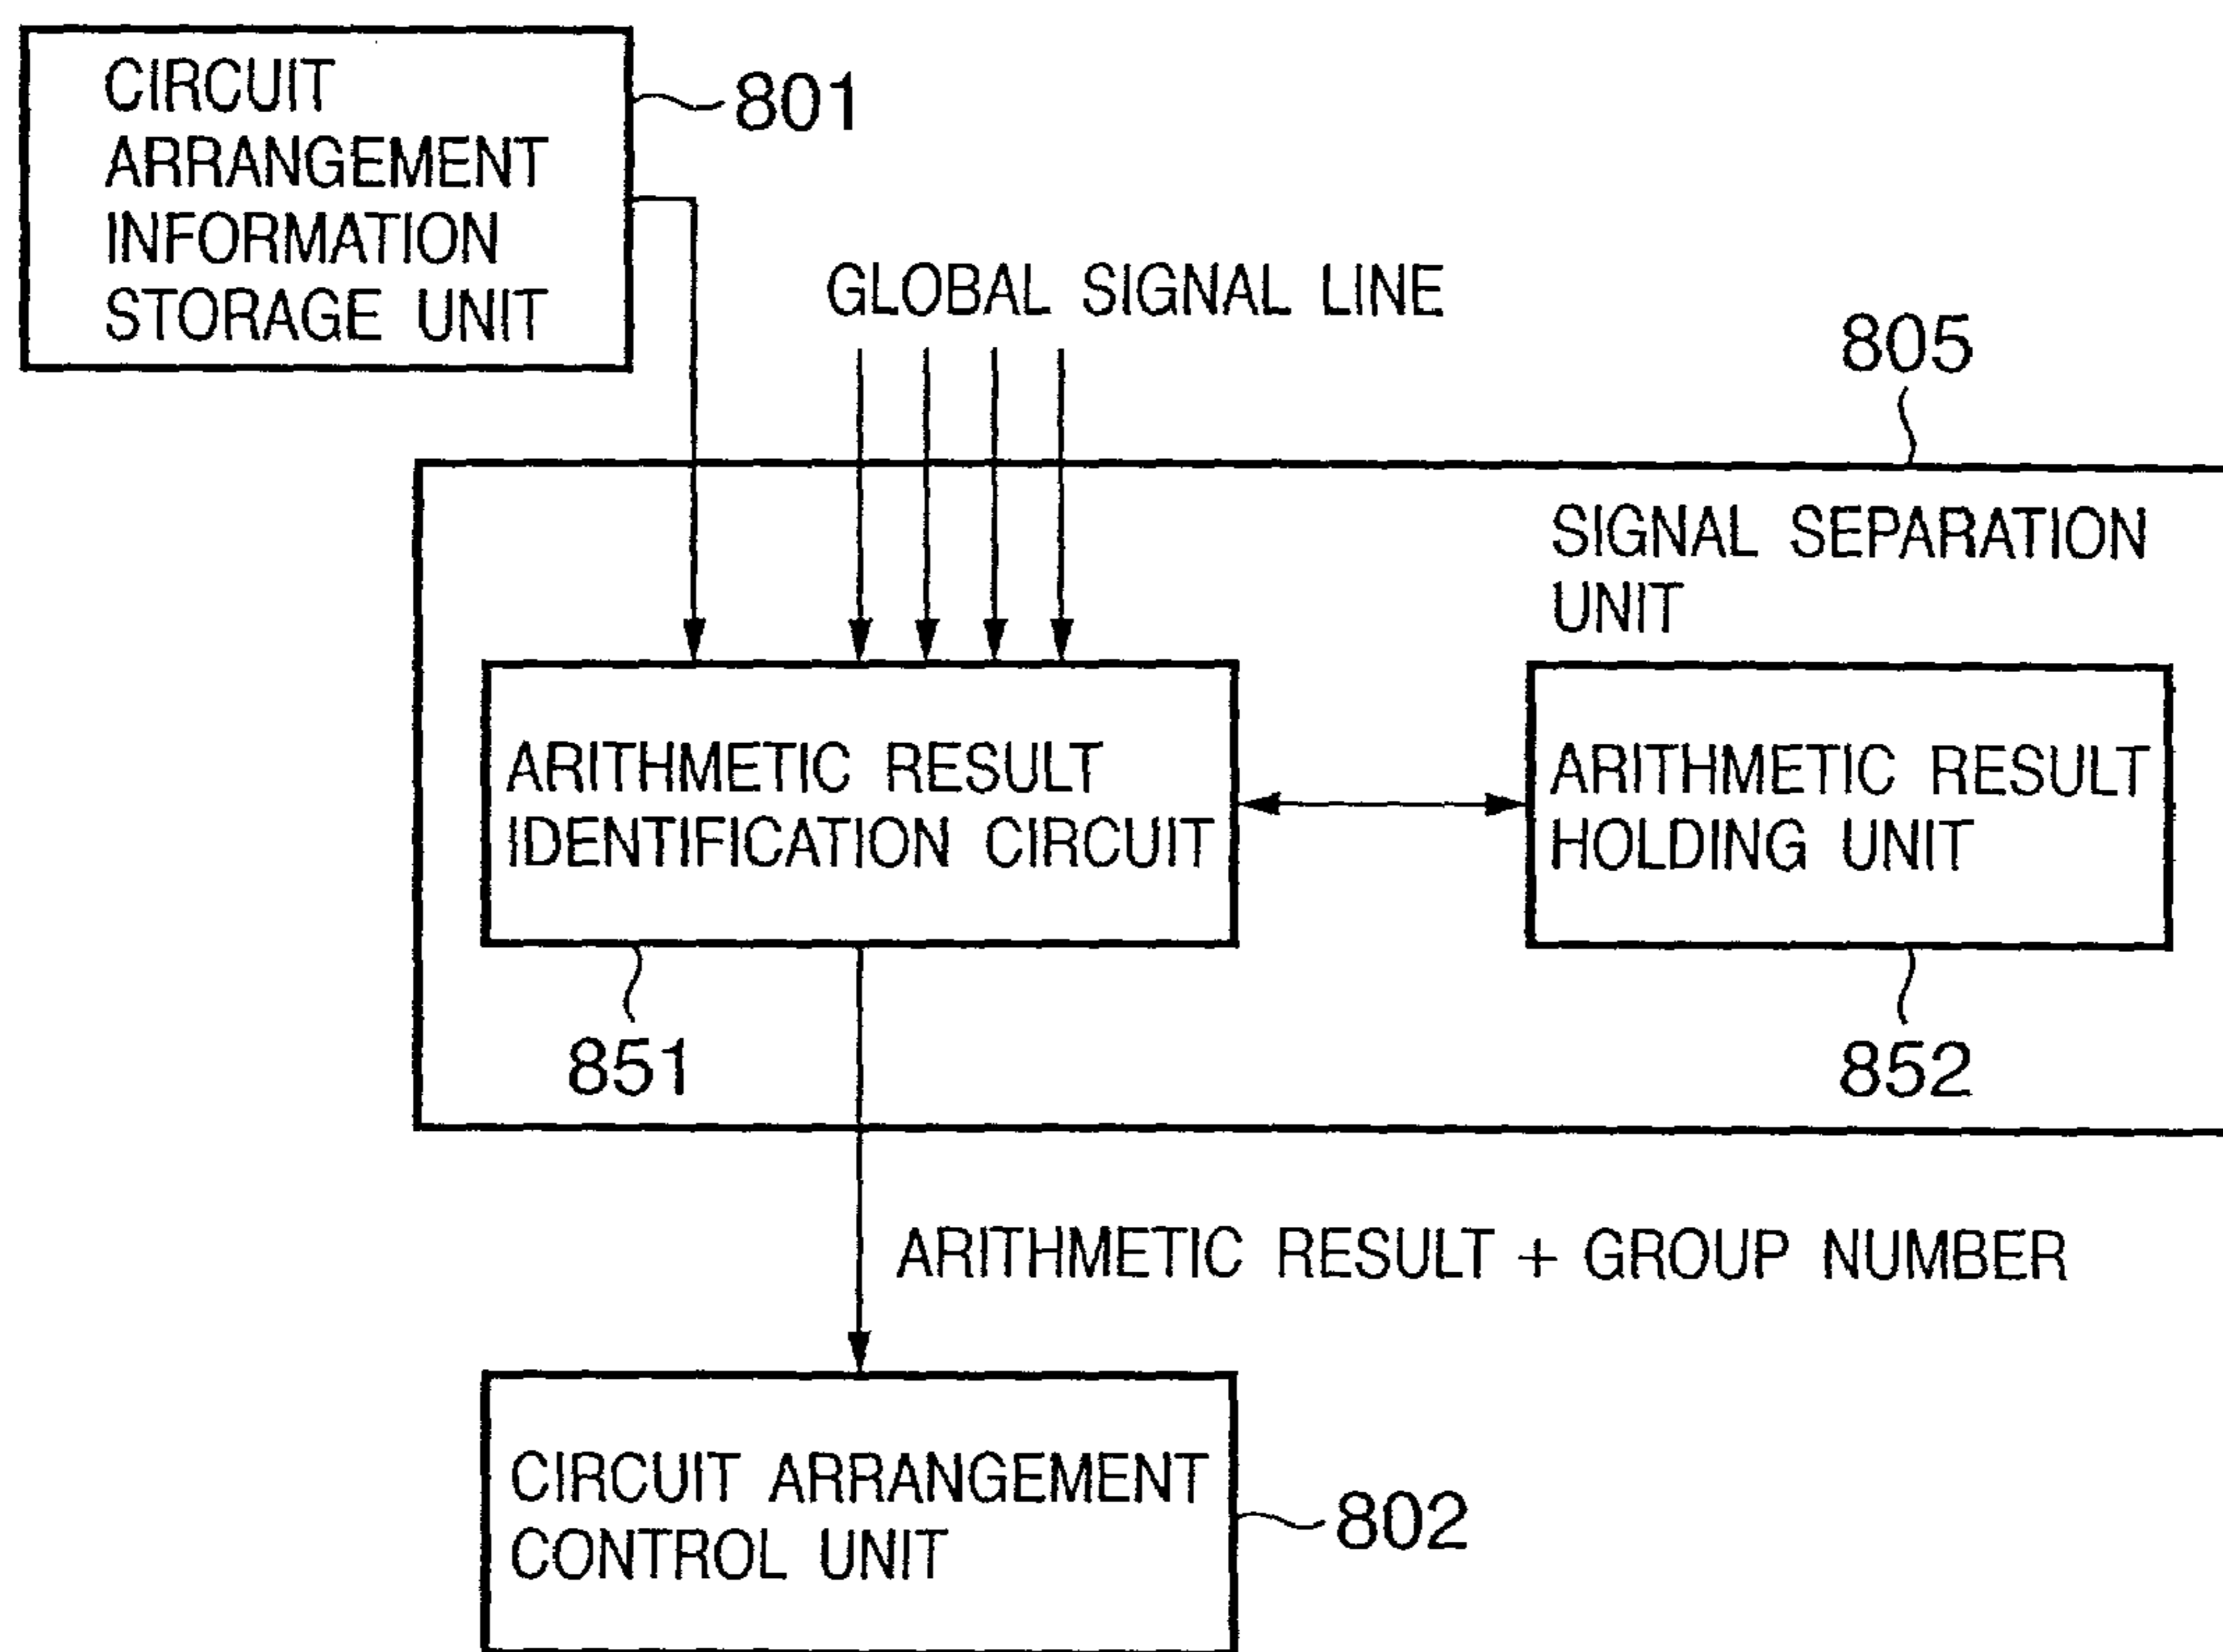 CIRCUIT
ARRANGEMENT
INFORMATION
STORAGE UNIT
801
GLOBAL SIGNAL LINE
805
SIGNAL SEPARATION
UNIT
ARITHMETIC RESULT
IDENTIFICATION CIRCUIT
ARITHMETIC RESULT
HOLDING UNIT
851
852
ARITHMETIC RESULT + GROUP NUMBER
CIRCUIT ARRANGEMENT
CONTROL UNIT
802